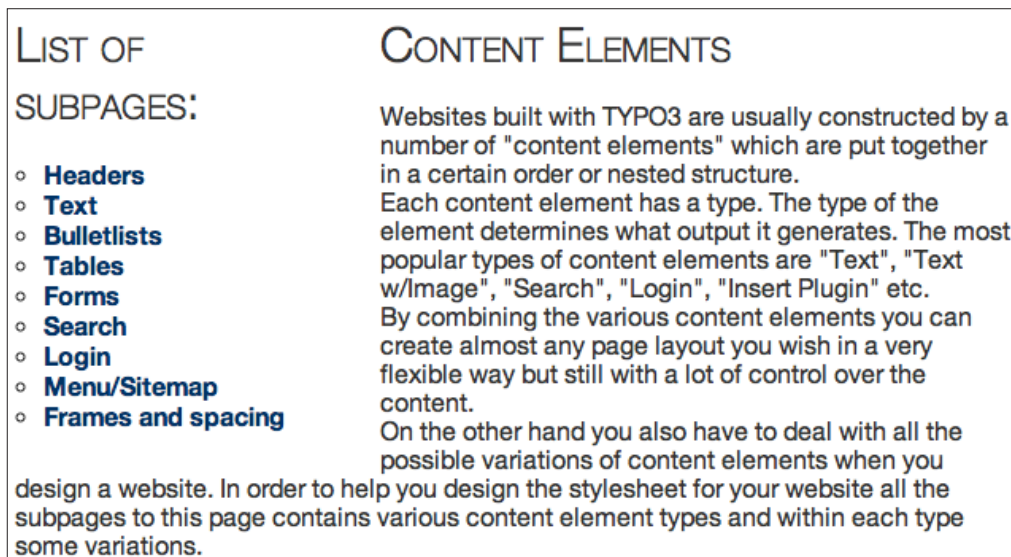 List of
subpages:
Headers
Text
Bulletlists
Tables
Forms
Search
Login
Menu/Sitemap
Frames and spacing
Content Elements
Websites built with TYPO3 are usually constructed by a
number of "content elements" which are put together
in a certain order or nested structure.
Each content element has a type. The type of the
element determines what output it generates. The most
popular types of content elements are "Text", "Text
w/Image", "Search", "Login", "Insert Plugin" etc.
By combining the various content elements you can
create almost any page layout you wish in a very
flexible way but still with a lot of control over the
content.
On the other hand you also have to deal with all the
possible variations of content elements when you
design a website. In order to help you design the stylesheet for your website all the
subpages to this page contains various content element types and within each type
some variations.